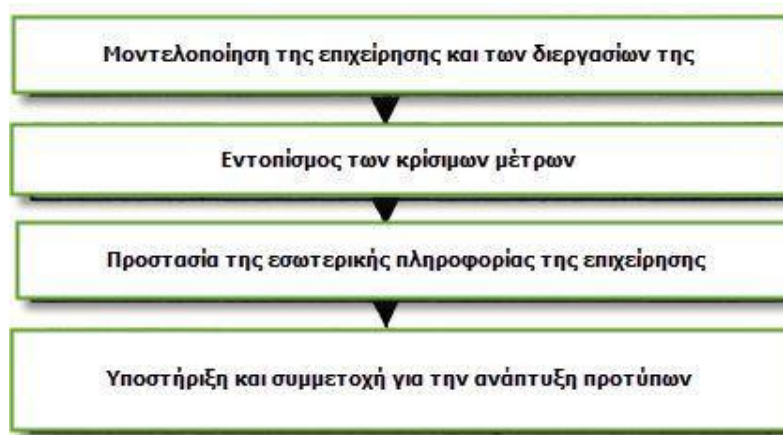 Μοντελοποίηση της επιχείρησης και των διεργασίων της
Εντοπίσμος των κρίσιμων μέτρων
Προστασία της εσωτερικής πληροφορίας της επιχείρησης
Υποστήριξη και συμμετοχή για την ανάπτυξη προτύπων